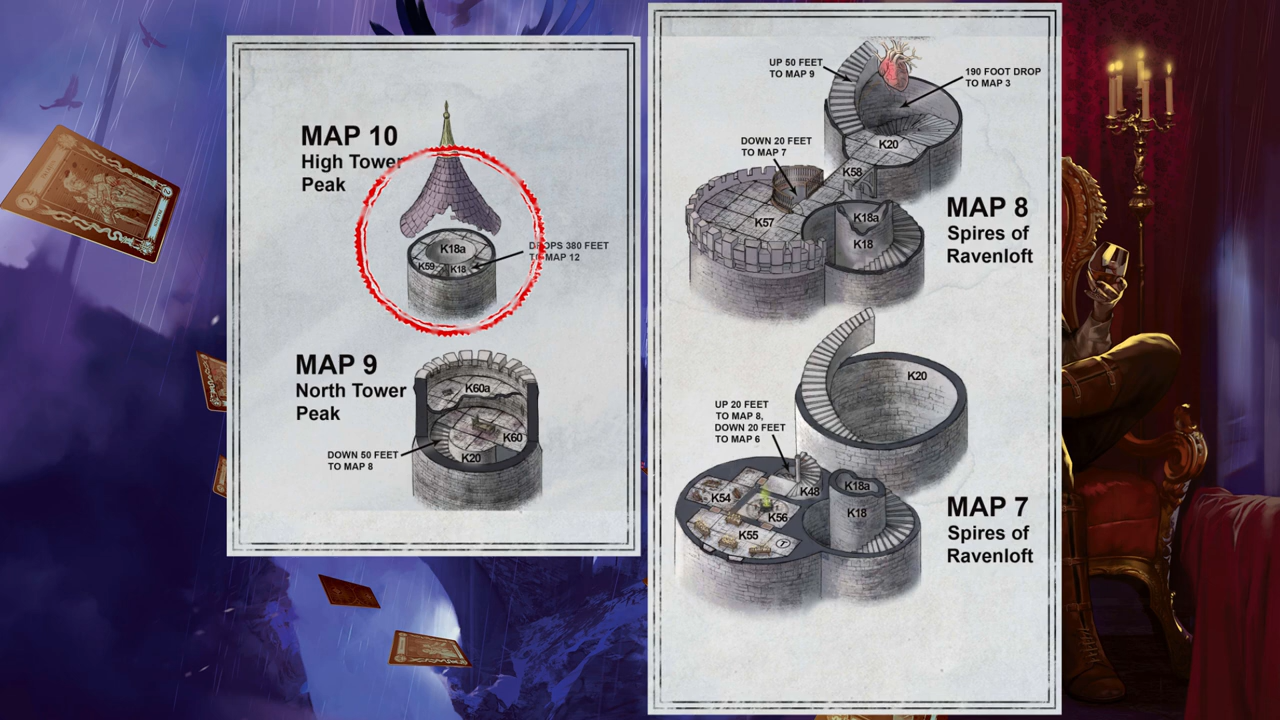 MAP 10
High Tower
Peak
K18a
K59
K18
DROPS 380 FEET
TO MAP 12
MAP 9
North Tower
Peak
K60a
K60
K20
DOWN 50 FEET
TO MAP 8
UP 50 FEET
TO MAP 9
190 FOOT DROP
TO MAP 3
K20
DOWN 20 FEET
TO MAP 7
K58
K57
K18a
K18
MAP 8
Spires of
Ravenloft
K20
UP 20 FEET
TO MAP 8,
DOWN 20 FEET
TO MAP 6
K54
K48
K18a
K56
K18
K55
T
MAP 7
Spires of
Ravenloft